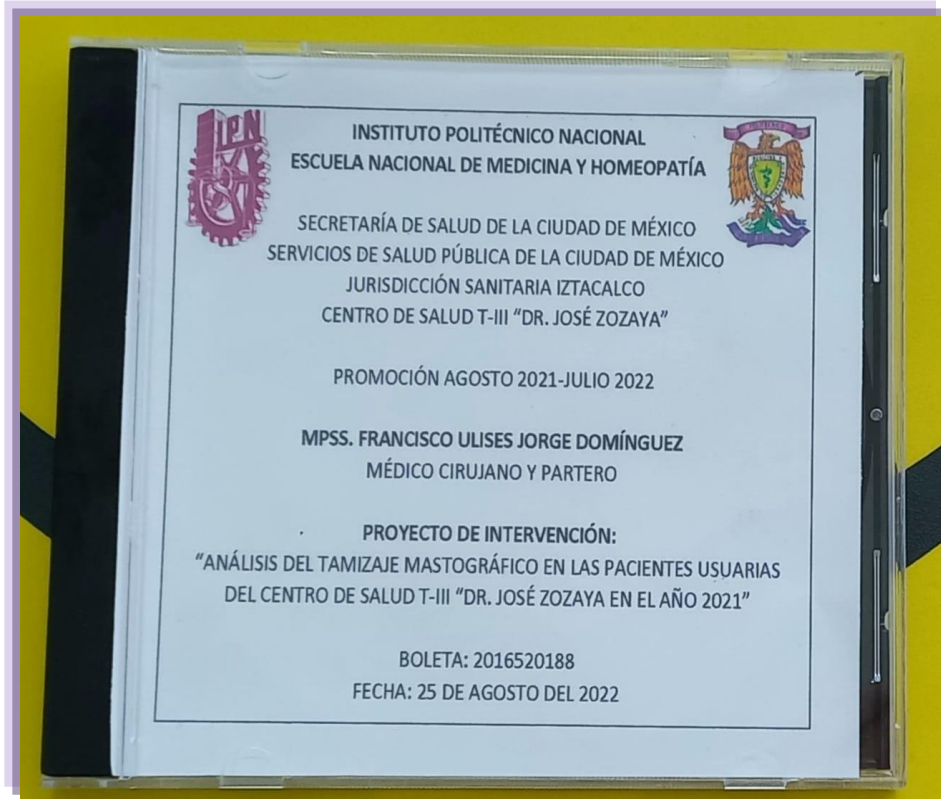 IPN
INSTITUTO POLITÉCNICO NACIONAL
ESCUELA NACIONAL DE MEDICINA Y HOMEOPATÍA
SECRETARÍA DE SALUD DE LA CIUDAD DE MÉXICO
SERVICIOS DE SALUD PÚBLICA DE LA CIUDAD DE MÉXICO
JURISDICCIÓN SANITARIA IZTACALCO
CENTRO DE SALUD T-III “DR. JOSÉ ZOZAYA”
PROMOCIÓN AGOSTO 2021-JULIO 2022
MPSS. FRANCISCO ULISES JORGE DOMÍNGUEZ
MÉDICO CIRUJANO Y PARTERO
PROYECTO DE INTERVENCIÓN:
“ANÁLISIS DEL TAMIZAJE MASTOGRÁFICO EN LAS PACIENTES USUARIAS
DEL CENTRO DE SALUD T-III “DR. JOSÉ ZOZAYA EN EL AÑO 2021”
BOLETA: 2016520188
FECHA: 25 DE AGOSTO DEL 2022